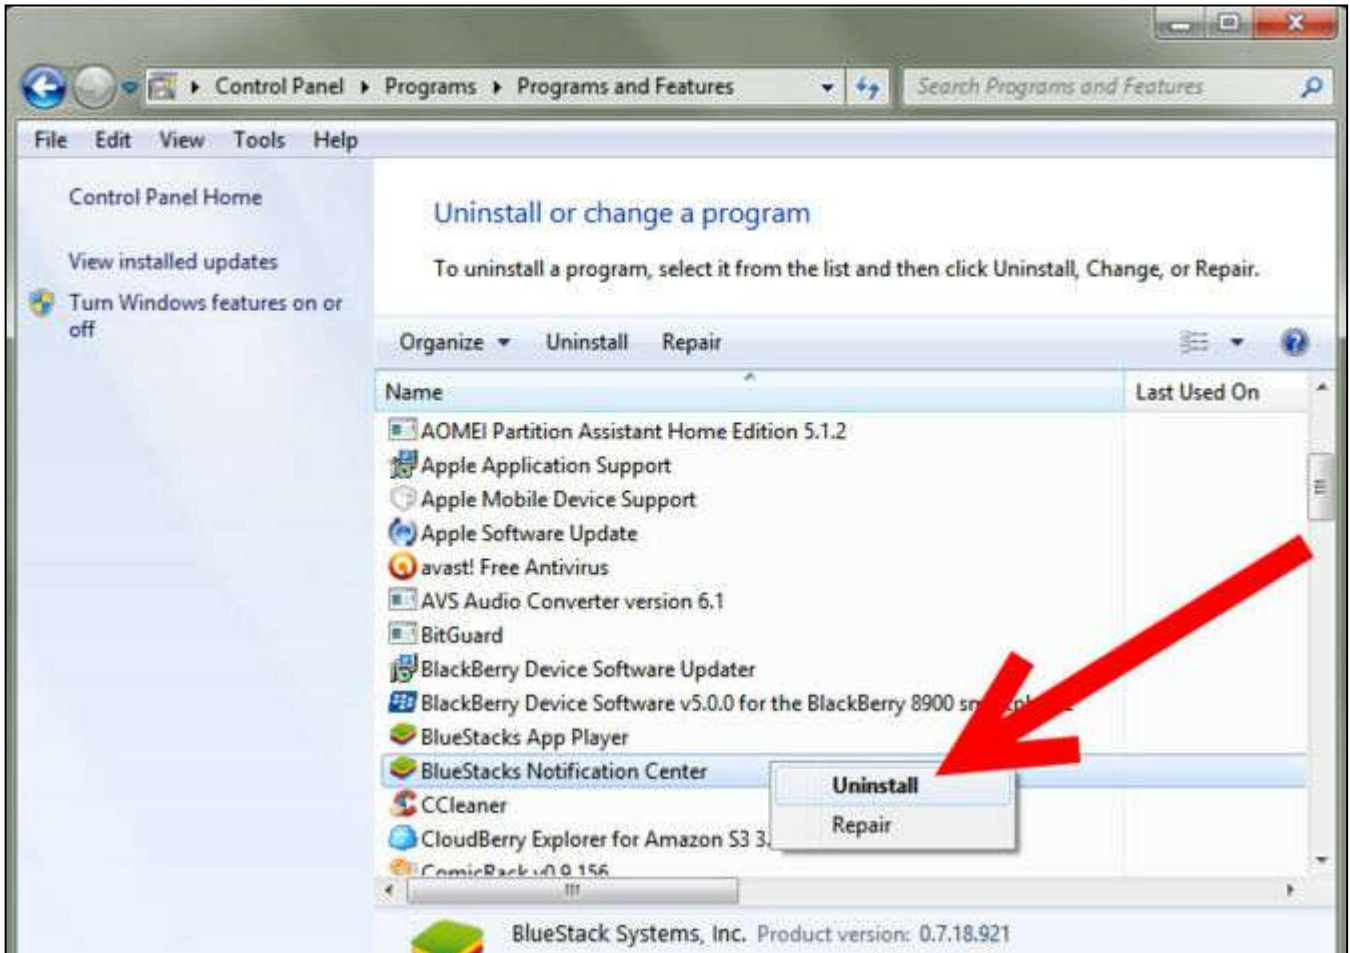 Control Panel
Programs
Programs and Features
Search Programs and Features
File Edit View Tools Help
Control Panel Home
View installed updates
Turn Windows features on or
off
Uninstall or change a program
To uninstall a program, select it from the list and then click Uninstall, Change, or Repair.
Organize Uninstall Repair
Name Last Used On
AOMEI Partition Assistant Home Edition 5.1.2
Apple Application Support
Apple Mobile Device Support
Apple Software Update
avast! Free Antivirus
AVS Audio Converter version 6.1
BitGuard
BlackBerry Device Software Updater
BlackBerry Device Software v5.0.0 for the BlackBerry 8900
BlueStacks App Player
BlueStacks Notification Center
Uninstall
CCleaner
Repair
CloudBerry Explorer for Amazon S3 3.
ComicRack v0.9.156
BlueStack Systems, Inc. Product version: 0.7.18.921